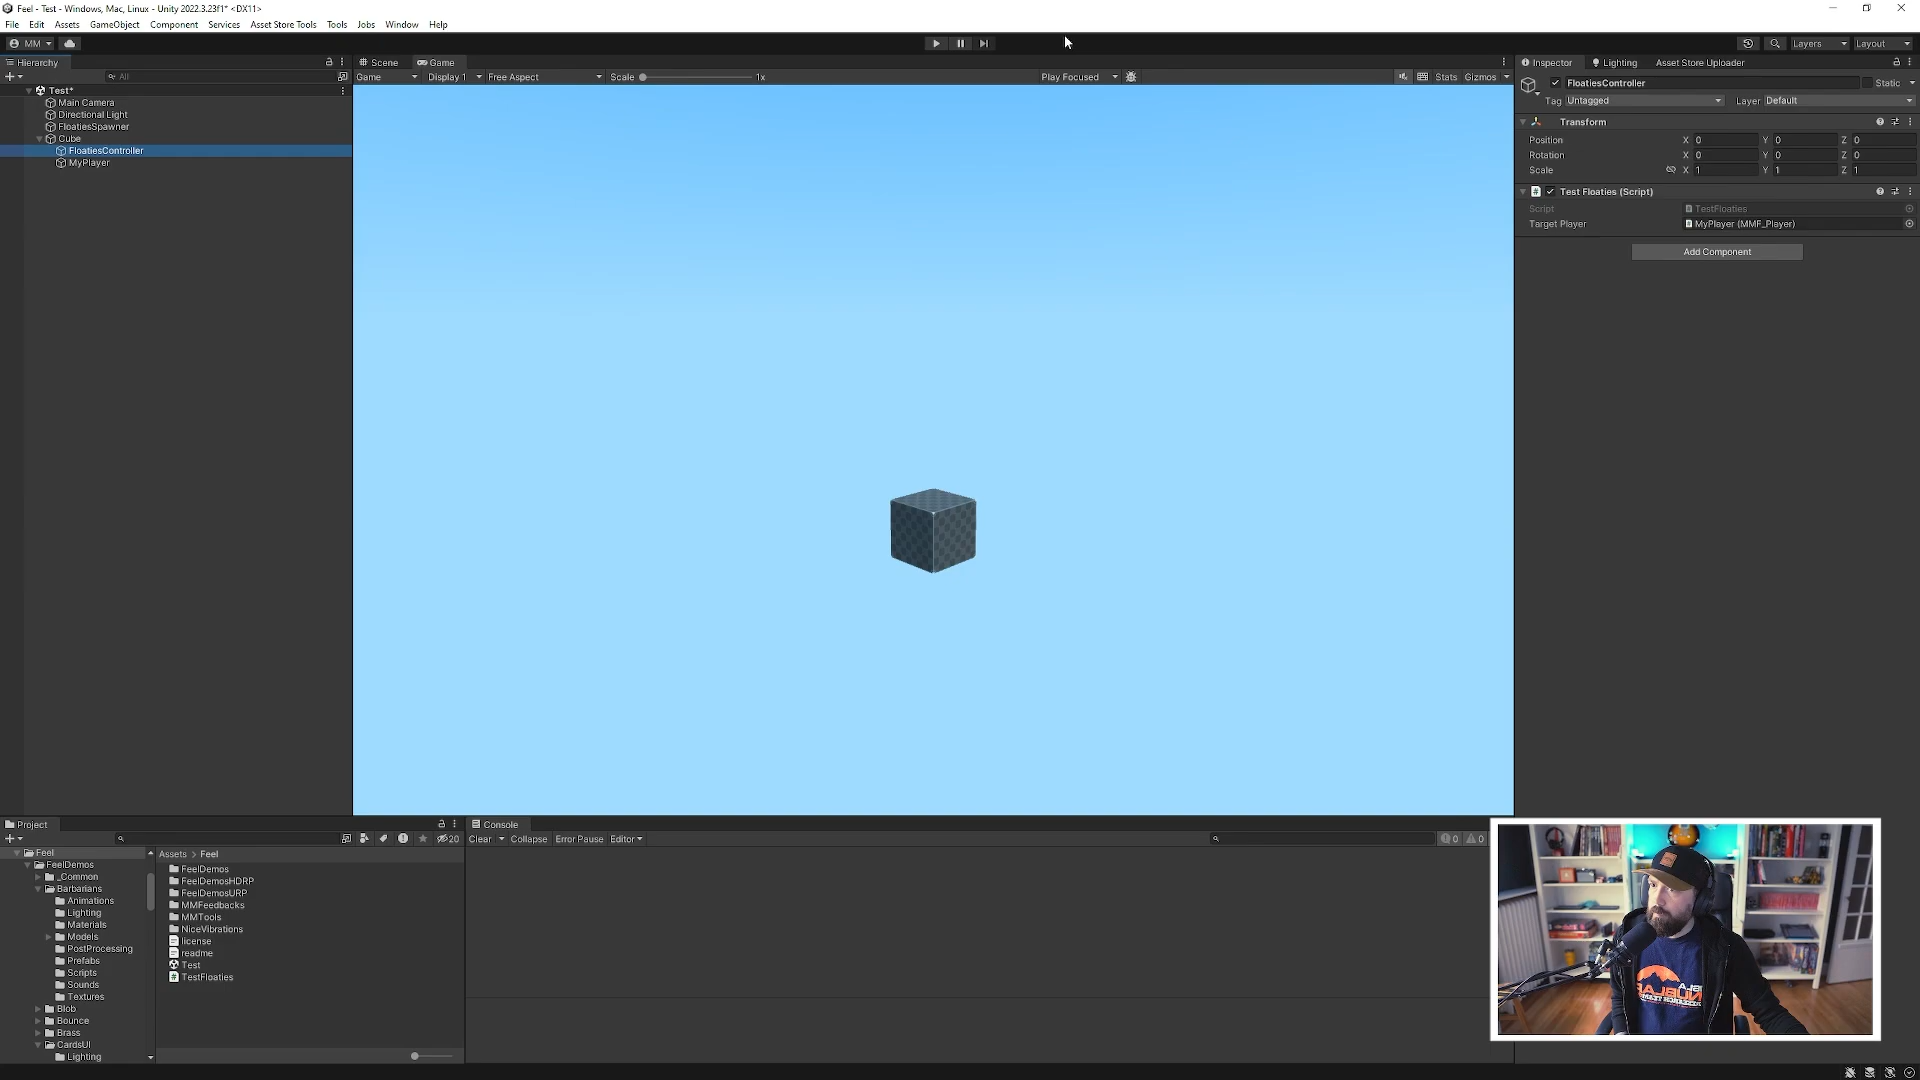 Feel - Test - Windows, Mac, Linux - Unity 2022.3.23f1* <DX11>
File Edit Assets GameObject Component Services Asset Store Tools Tools Jobs Window Help
MM Layers Layout
Hierarchy Scene Game Inspector Lighting Asset Store Uploader
All Game Display 1 Free Aspect Scale 1x Play Focused Stats Gizmos
FloatiesController Static
Tag Untagged Layer Default
Test*
Main Camera
Directional Light
FloatiesSpawner
Cube
FloatiesController
MyPlayer
Transform
Position X 0 Y 0 Z 0
Rotation X 0 Y 0 Z 0
Scale X 1 Y 1 Z 1
Test Floaties (Script)
Script TestFloaties
Target Player MyPlayer (MMF_Player)
Add Component
Project
20
Feel
FeelDemos
_Common
Barbarians
Animations
Lighting
Materials
Models
PostProcessing
Prefabs
Scripts
Sounds
Textures
Blob
Bounce
Brass
CardsUI
Lighting
Assets > Feel
FeelDemos
FeelDemosHDRP
FeelDemosURP
MMFeedbacks
MMTools
NiceVibrations
license
readme
Test
TestFloaties
Console
Clear Collapse Error Pause Editor 0 0